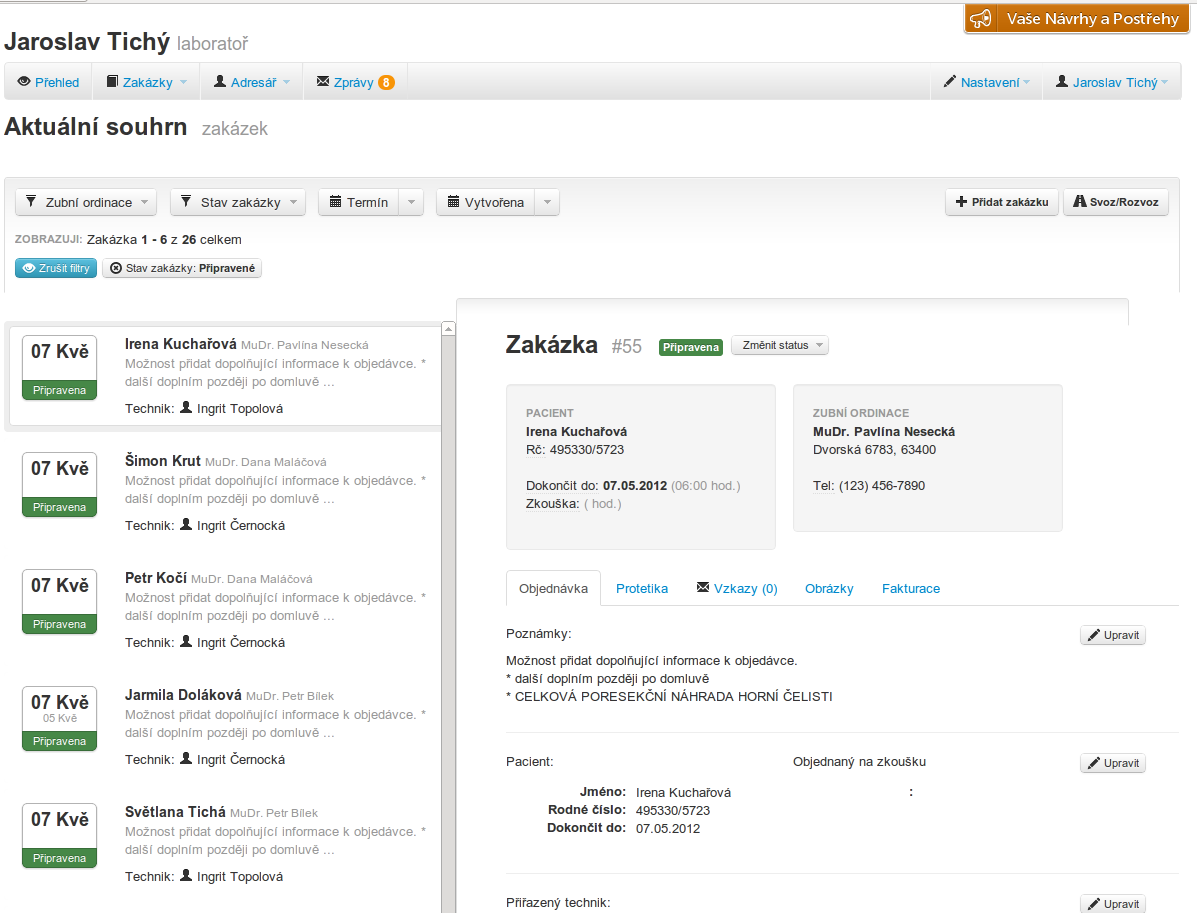 Vaše Návrhy a Postřehy
Jaroslav Tichý laboratoř
Přehled Zakázky Adresář Zprávy 8 Nastavení Jaroslav Tichý
Aktuální souhrn zakázek
Zubní ordinace Stav zakázky Termín Vytvořena Přidat zakázku Svoz/Rozvoz
ZOBRAZUJI: Zakázka 1 - 6 z 26 celkem
Zrušit filtry Stav zakázky: Připravené
07 Kvě
Připravena
Irena Kuchařová MuDr. Pavlína Nesecká
Možnost přidat dopolňující informace k objedávce. *
další doplním později po domluvě ...
Technik: Ingrit Topolová
07 Kvě
Připravena
Šimon Krut MuDr. Dana Maláčová
Možnost přidat dopolňující informace k objedávce. *
další doplním později po domluvě ...
Technik: Ingrit Černocká
07 Kvě
Připravena
Petr Kočí MuDr. Dana Maláčová
Možnost přidat dopolňující informace k objedávce. *
další doplním později po domluvě ...
Technik: Ingrit Černocká
07 Kvě
05 Kvě
Připravena
Jarmila Doláková MuDr. Petr Bílek
Možnost přidat dopolňující informace k objedávce. *
další doplním později po domluvě ...
Technik: Ingrit Černocká
07 Kvě
Připravena
Světlana Tichá MuDr. Petr Bílek
Možnost přidat dopolňující informace k objedávce. *
další doplním později po domluvě ...
Technik: Ingrit Topolová
Zakázka #55 Připravena Změnit status
PACIENT
Irena Kuchařová
Rč: 495330/5723
Dokončit do: 07.05.2012 (06:00 hod.)
Zkouška: ( hod.)
ZUBNÍ ORDINACE
MuDr. Pavlína Nesecká
Dvorská 6783, 63400
Tel: (123) 456-7890
Objednávka Protetika Vzkazy (0) Obrázky Fakturace
Poznámky: Upravit
Možnost přidat dopolňující informace k objedávce.
* další doplním později po domluvě
* CELKOVÁ PORESEKČNÍ NÁHRADA HORNÍ ČELISTI
Pacient: Objednaný na zkoušku Upravit
Jméno: Irena Kuchařová :
Rodné číslo: 495330/5723
Dokončit do: 07.05.2012
Přiřazený technik: Upravit